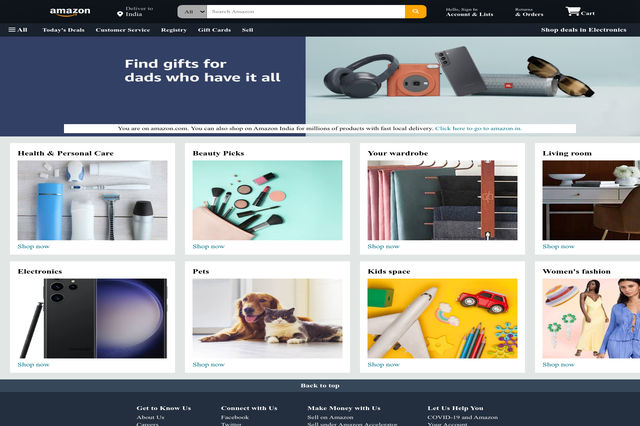 amazon
Deliver to
India
All
Search Amazon
Hello, Sign In
Account & Lists
Returns
& Orders
Cart
All
Today's Deals
Customer Service
Registry
Gift Cards
Sell
Shop deals in Electronics
Find gifts for
dads who have it all
You are on amazon.com. You can also shop on Amazon India for millions of products with fast local delivery. Click here to go to amazon.in.
Health & Personal Care
Beauty Picks
Your wardrobe
Living room
Shop now
Shop now
Shop now
Shop now
Electronics
Pets
Kids space
Women's fashion
Shop now
Shop now
Shop now
Shop now
Back to top
Get to Know Us
Connect with Us
Make Money with Us
Let Us Help You
About Us
Facebook
Sell on Amazon
COVID-19 and Amazon
Careers
Twitter
Sell under Amazon Accelerator
Your Account